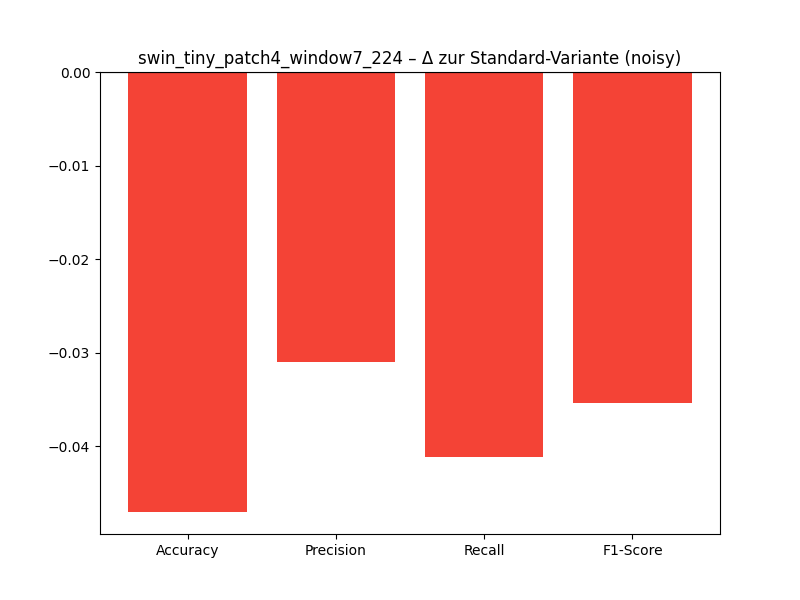 swin_tiny_patch4_window7_224 – Δ zur Standard-Variante (noisy)
0.00
−0.01
−0.02
−0.03
−0.04
Accuracy Precision Recall F1-Score